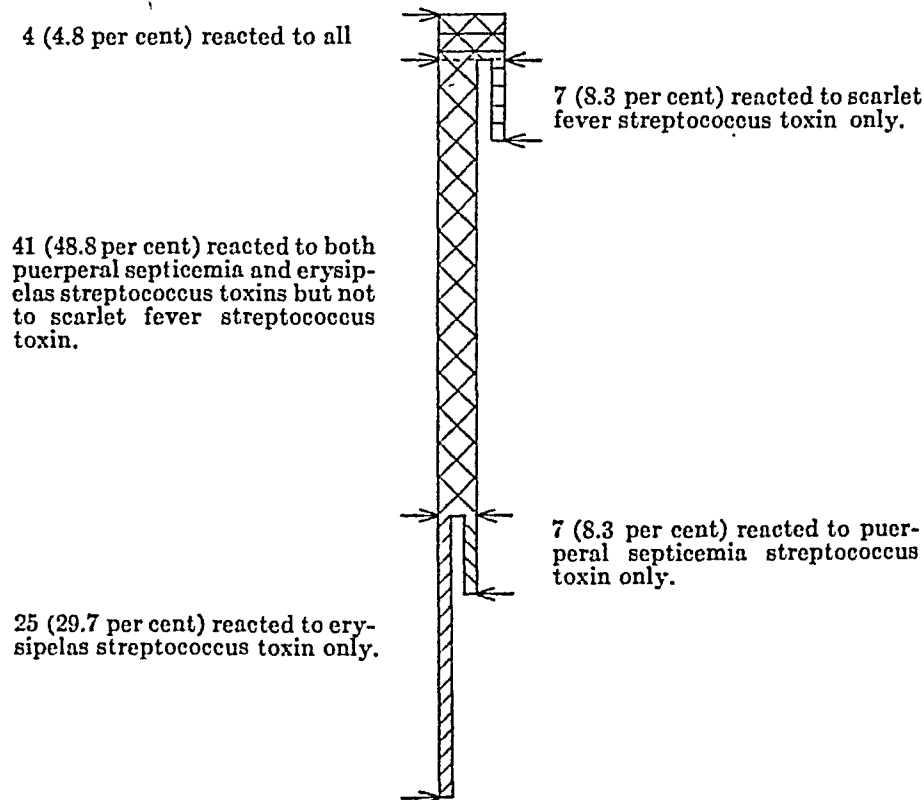 4 (4.8 per cent) reacted to all
7 (8.3 per cent) reacted to scarlet
fever streptococcus toxin only.
41 (48.8 per cent) reacted to both
puerperal septicemia and erysip-
elas streptococcus toxins but not
to scarlet fever streptococcus
toxin.
7 (8.3 per cent) reacted to puer-
peral septicemia streptococcus
toxin only.
25 (29.7 per cent) reacted to ery-
sipelas streptococcus toxin only.